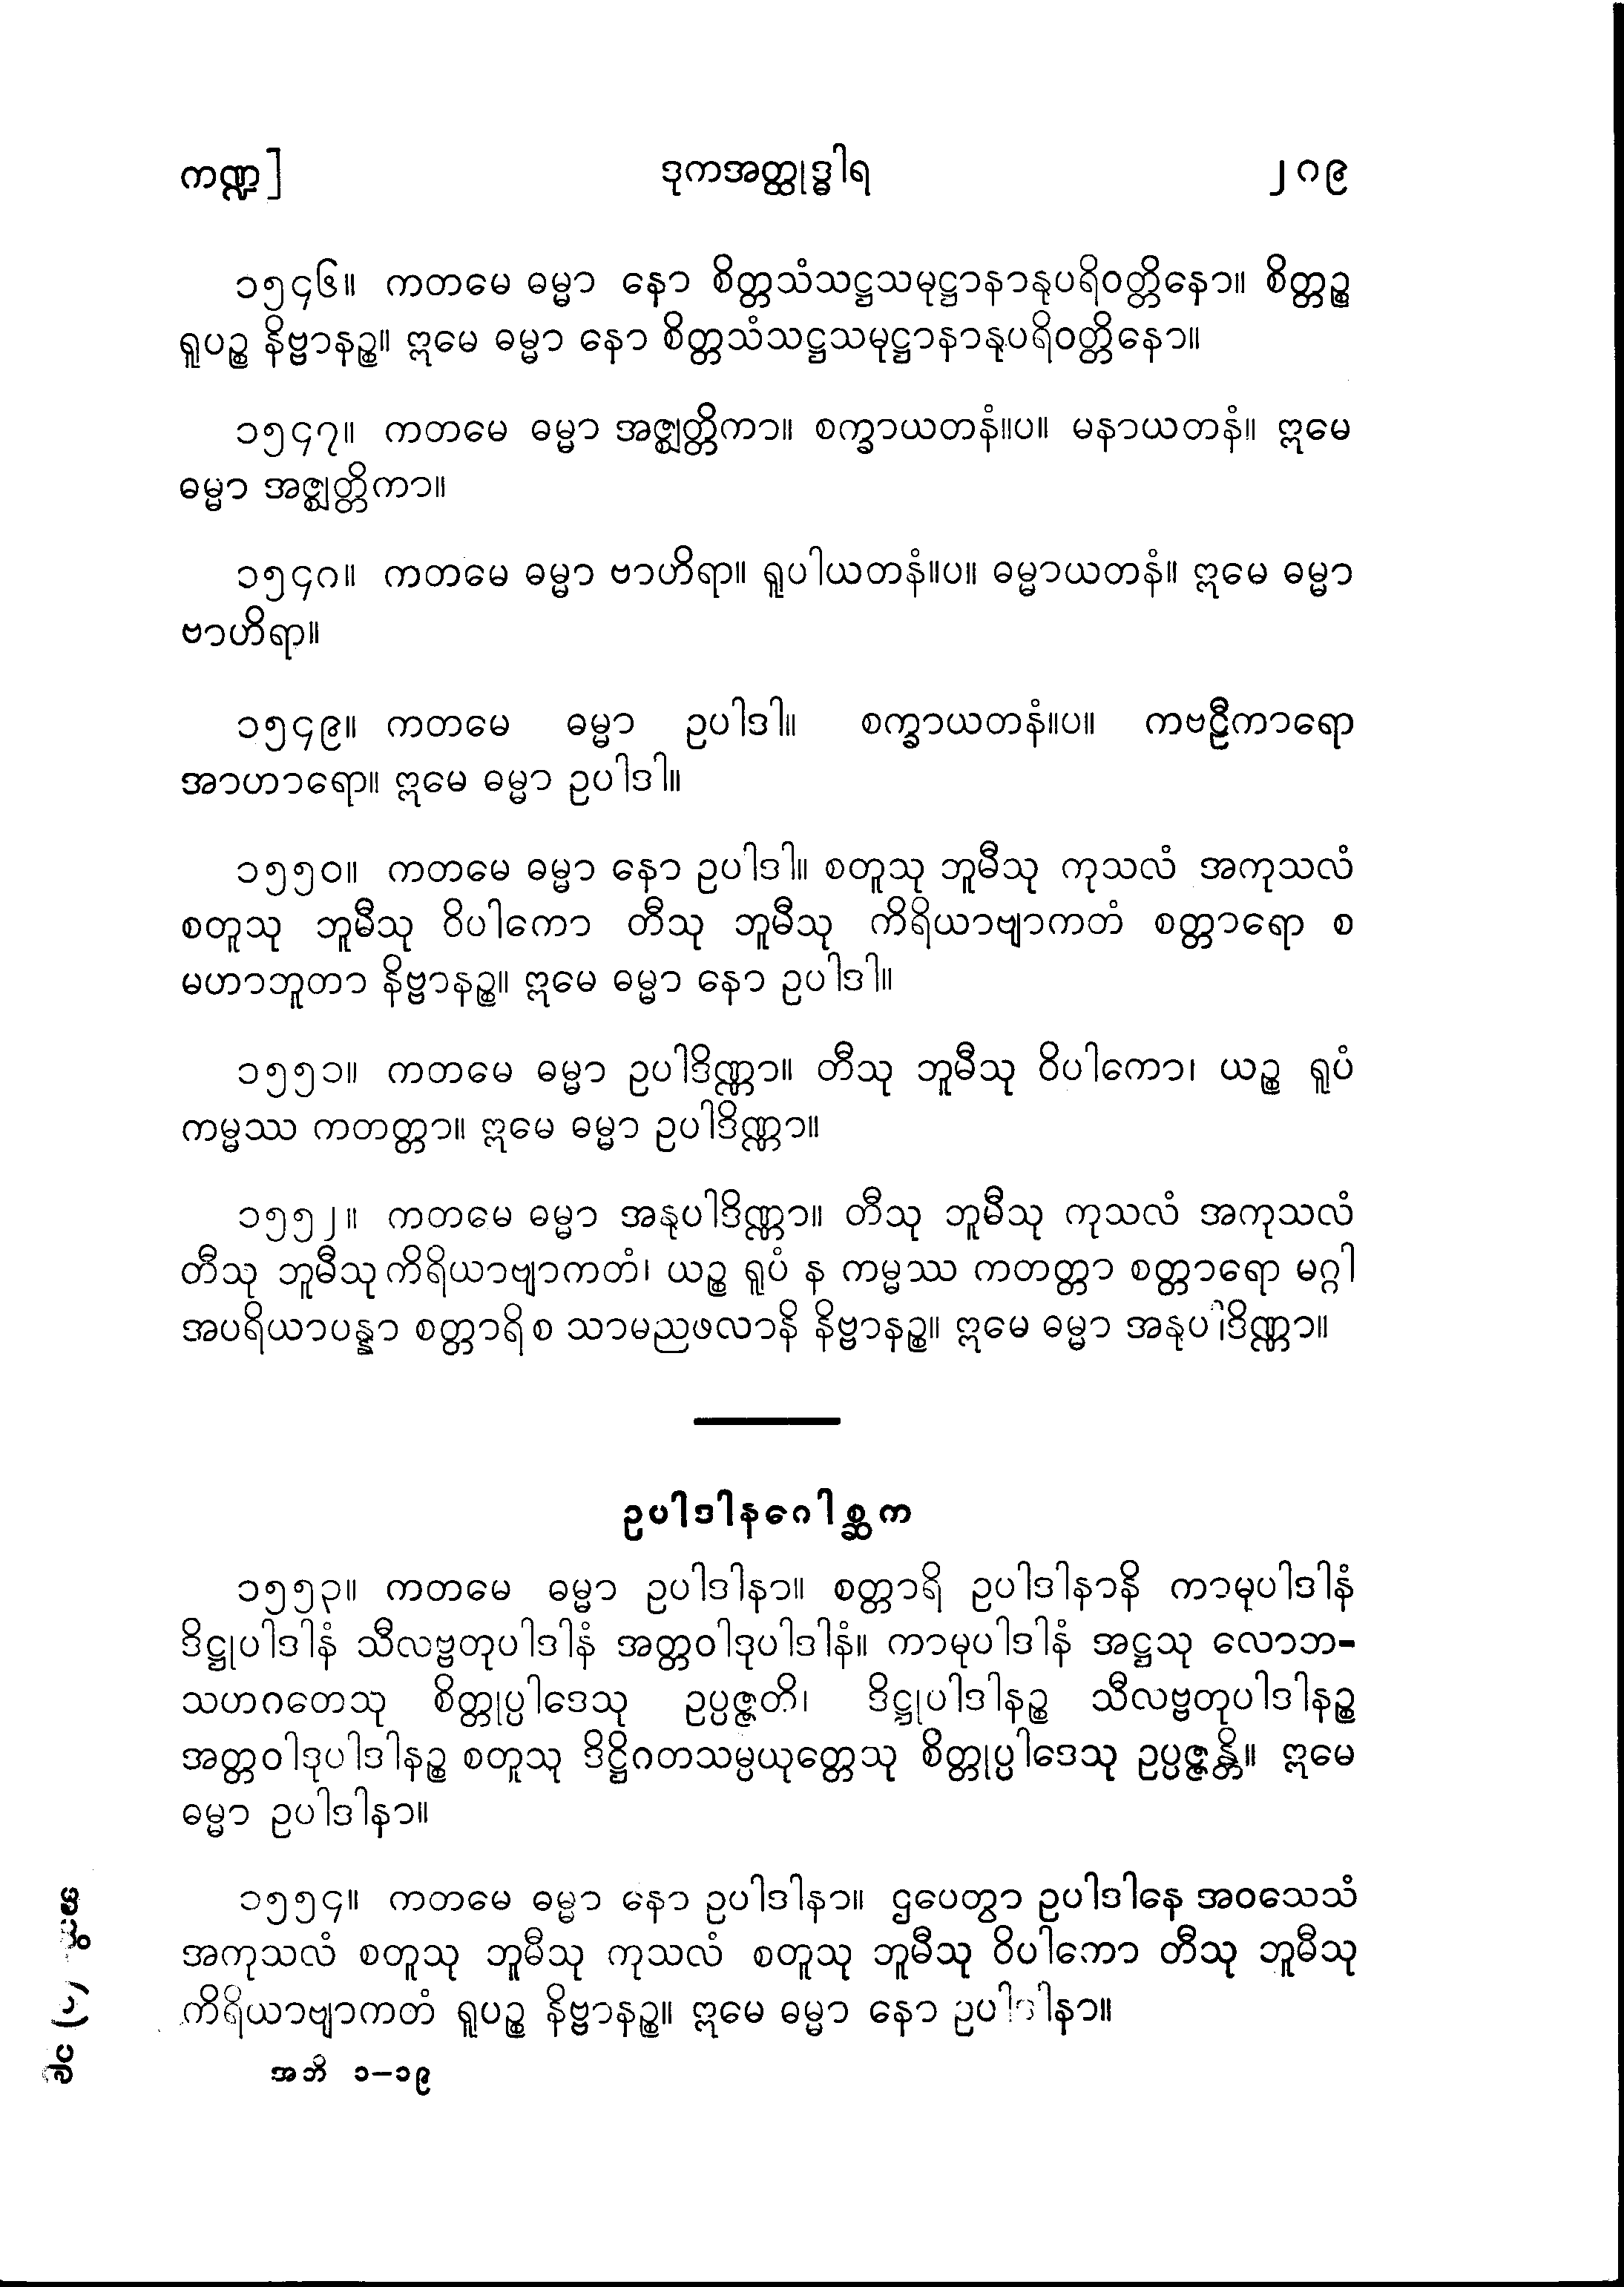 ကဏ္ဍ]	ဒုကအတ္ထုဒ္ဓါရ	၂၈၉
၁၅၄၆။ ကတမေ ဓမ္မာ နော စိတ္တသံသဋ္ဌသမုဋ္ဌာနာနုပရိဝတ္တိနော။ စိတ္တဉ္စ
ရူပဉ္စ နိဗ္ဗာနဉ္စ။ ဣမေ ဓမ္မာ နော စိတ္တသံသဋ္ဌသမုဋ္ဌာနာနုပရိဝတ္တိနော။
၁၅၄၇။ ကတမေ ဓမ္မာ အဇ္ဈတ္တိကာ။ စက္ခာယတနံ။ပ။ မနာယတနံ။ ဣမေ
ဓမ္မာ အဇ္ဈတ္တိကာ။
၁၅၄၈။ ကတမေ ဓမ္မာ ဗာဟိရာ။ ရူပါယတနံ။ပ။ ဓမ္မာယတနံ။ ဣမေ ဓမ္မာ
ဗာဟိရာ။
၁၅၄၉။ ကတမေ ဓမ္မာ ဥပါဒါ။ စက္ခာယတနံ။ပ။ ကဗဠီကာရော
အာဟာရော။ ဣမေ ဓမ္မာ ဥပါဒါ။
၁၅၅၀။ ကတမေ ဓမ္မာ နော ဥပါဒါ။ စတူသု ဘူမီသု ကုသလံ အကုသလံ
စတူသု ဘူမီသု ဝိပါကော တီသု ဘူမီသု ကိရိယာဗျာကတံ စတ္တာရော စ
မဟာဘူတာ နိဗ္ဗာနဉ္စ။ ဣမေ ဓမ္မာ နော ဥပါဒါ။
၁၅၅၁။ ကတမေ ဓမ္မာ ဥပါဒိဏ္ဏာ။ တီသု ဘူမီသု ဝိပါကော၊ ယဉ္စ ရူပံ
ကမ္မဿ ကတတ္တာ။ ဣမေ ဓမ္မာ ဥပါဒိဏ္ဏာ။
၁၅၅၂။ ကတမေ ဓမ္မာ အနုပါဒိဏ္ဏာ။ တီသု ဘူမီသု ကုသလံ အကုသလံ
တီသု ဘူမီသု ကိရိယာဗျာကတံ၊ ယဉ္စ ရူပံ န ကမ္မဿ ကတတ္တာ စတ္တာရော မဂ္ဂါ
အပရိယာပန္နာ စတ္တာရိ စ သာမညဖလာနိ နိဗ္ဗာနဉ္စ။ ဣမေ ဓမ္မာ အနုပါဒိဏ္ဏာ။
ဥပါဒါနဂေါစ္ဆက
၁၅၅၃။ ကတမေ ဓမ္မာ ဥပါဒါနာ။ စတ္တာရိ ဥပါဒါနာနိ ကာမုပါဒါနံ
ဒိဋ္ဌုပါဒါနံ သီလဗ္ဗတုပါဒါနံ အတ္တဝါဒုပါဒါနံ။ ကာမုပါဒါနံ အဋ္ဌသု လောဘ-
သဟဂတေသု စိတ္တုပ္ပါဒေသု ဥပ္ပဇ္ဇတိ၊ ဒိဋ္ဌုပါဒါနဉ္စ သီလဗ္ဗတုပါဒါနဉ္စ
အတ္တဝါဒုပါဒါနဉ္စ စတူသု ဒိဋ္ဌိဂတသမ္ပယုတ္တေသု စိတ္တုပ္ပါဒေသု ဥပ္ပဇ္ဇန္တိ။ ဣမေ
ဓမ္မာ ဥပါဒါနာ။
၁၅၅၄။ ကတမေ ဓမ္မာ နော ဥပါဒါနာ။ ဌပေတွာ ဥပါဒါနေ အဝသေသံ
အကုသလံ စတူသု ဘူမီသု ကုသလံ စတူသု ဘူမီသု ဝိပါကော တီသု ဘူမီသု
ကိရိယာဗျာကတံ ရူပဉ္စ နိဗ္ဗာနဉ္စ။ ဣမေ ဓမ္မာ နော ဥပါဒါနာ။
အဘိ ၁–၁၉